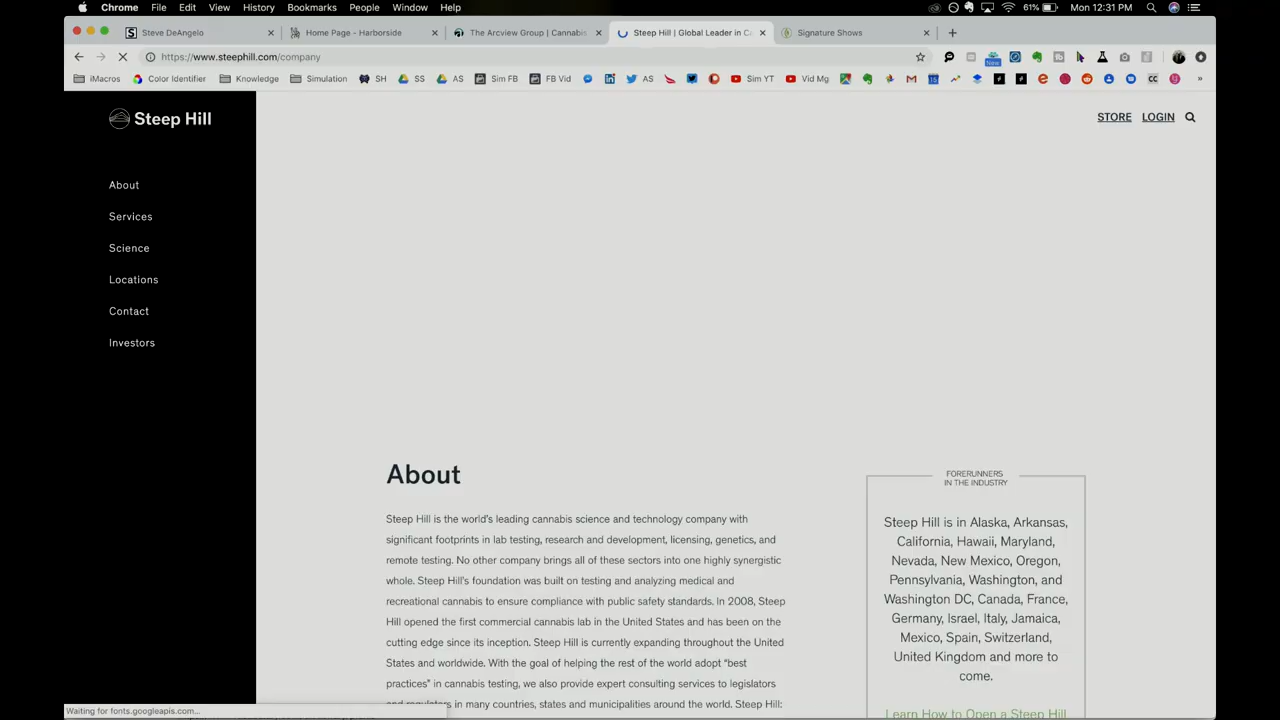 Chrome File Edit View History Bookmarks People Window Help 61% Mon 12:31 PM
Steve DeAngelo Home Page - Harborside The Arcview Group | Cannabis Steep Hill | Global Leader in Ca Signature Shows
https://www.steephill.com/company
iMacros Color Identifier Knowledge Simulation SH SS AS Sim FB FB Vid AS Sim YT Vid Mg
New
Steep Hill
STORE LOGIN
About
Services
Science
Locations
Contact
Investors
About
Steep Hill is the world's leading cannabis science and technology company with
significant footprints in lab testing, research and development, licensing, genetics, and
remote testing. No other company brings all of these sectors into one highly synergistic
whole. Steep Hill's foundation was built on testing and analyzing medical and
recreational cannabis to ensure compliance with public safety standards. In 2008, Steep
Hill opened the first commercial cannabis lab in the United States and has been on the
cutting edge since its inception. Steep Hill is currently expanding throughout the United
States and worldwide. With the goal of helping the rest of the world adopt "best
practices" in cannabis testing, we also provide expert consulting services to legislators
and regulators in many countries, states and municipalities around the world. Steep Hill:
FORERUNNERS
IN THE INDUSTRY
Steep Hill is in Alaska, Arkansas,
California, Hawaii, Maryland,
Nevada, New Mexico, Oregon,
Pennsylvania, Washington, and
Washington DC, Canada, France,
Germany, Israel, Italy, Jamaica,
Mexico, Spain, Switzerland,
United Kingdom and more to
come.
Learn How to Open a Steep Hill
Waiting for fonts.googleapis.com...